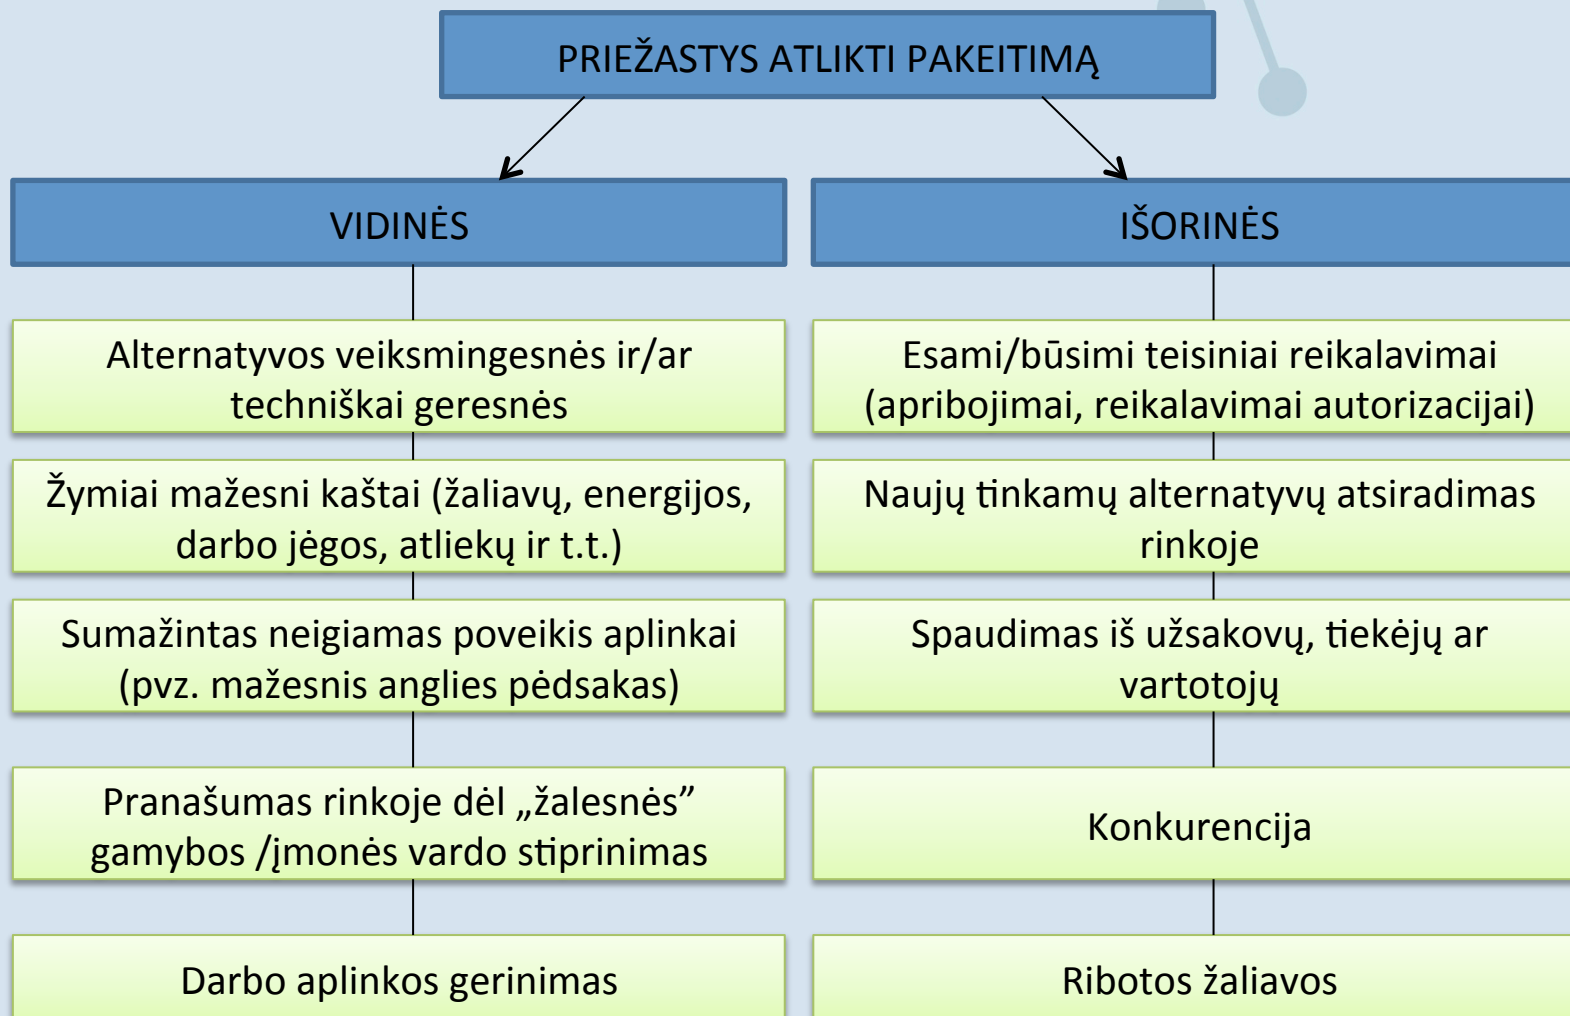 PRIEŽASTYS ATLIKTI PAKEITIMĄ
VIDINĖS
Alternatyvos veiksmingesnės ir/ar
techniškai geresnės
Žymiai mažesni kaštai (žaliavų, energijos,
darbo jėgos, atliekų ir t.t.)
Sumažintas neigiamas poveikis aplinkai
(pvz. mažesnis anglies pėdsakas)
Pranašumas rinkoje dėl „žalesnės”
gamybos /įmonės vardo stiprinimas
Darbo aplinkos gerinimas
IŠORINĖS
Esami/būsimi teisiniai reikalavimai
(apribojimai, reikalavimai autorizacijai)
Naujų tinkamų alternatyvų atsiradimas
rinkoje
Spaudimas iš užsakovų, tiekėjų ar
vartotojų
Konkurencija
Ribotos žaliavos